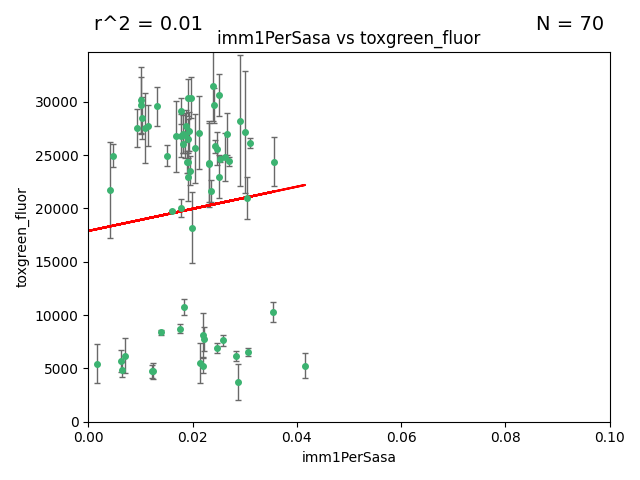 r^2 = 0.01
N = 70
imm1PerSasa vs toxgreen_fluor
toxgreen_fluor
30000
25000
20000
15000
10000
5000
0
0.00
0.02
0.04
0.06
0.08
0.10
imm1PerSasa